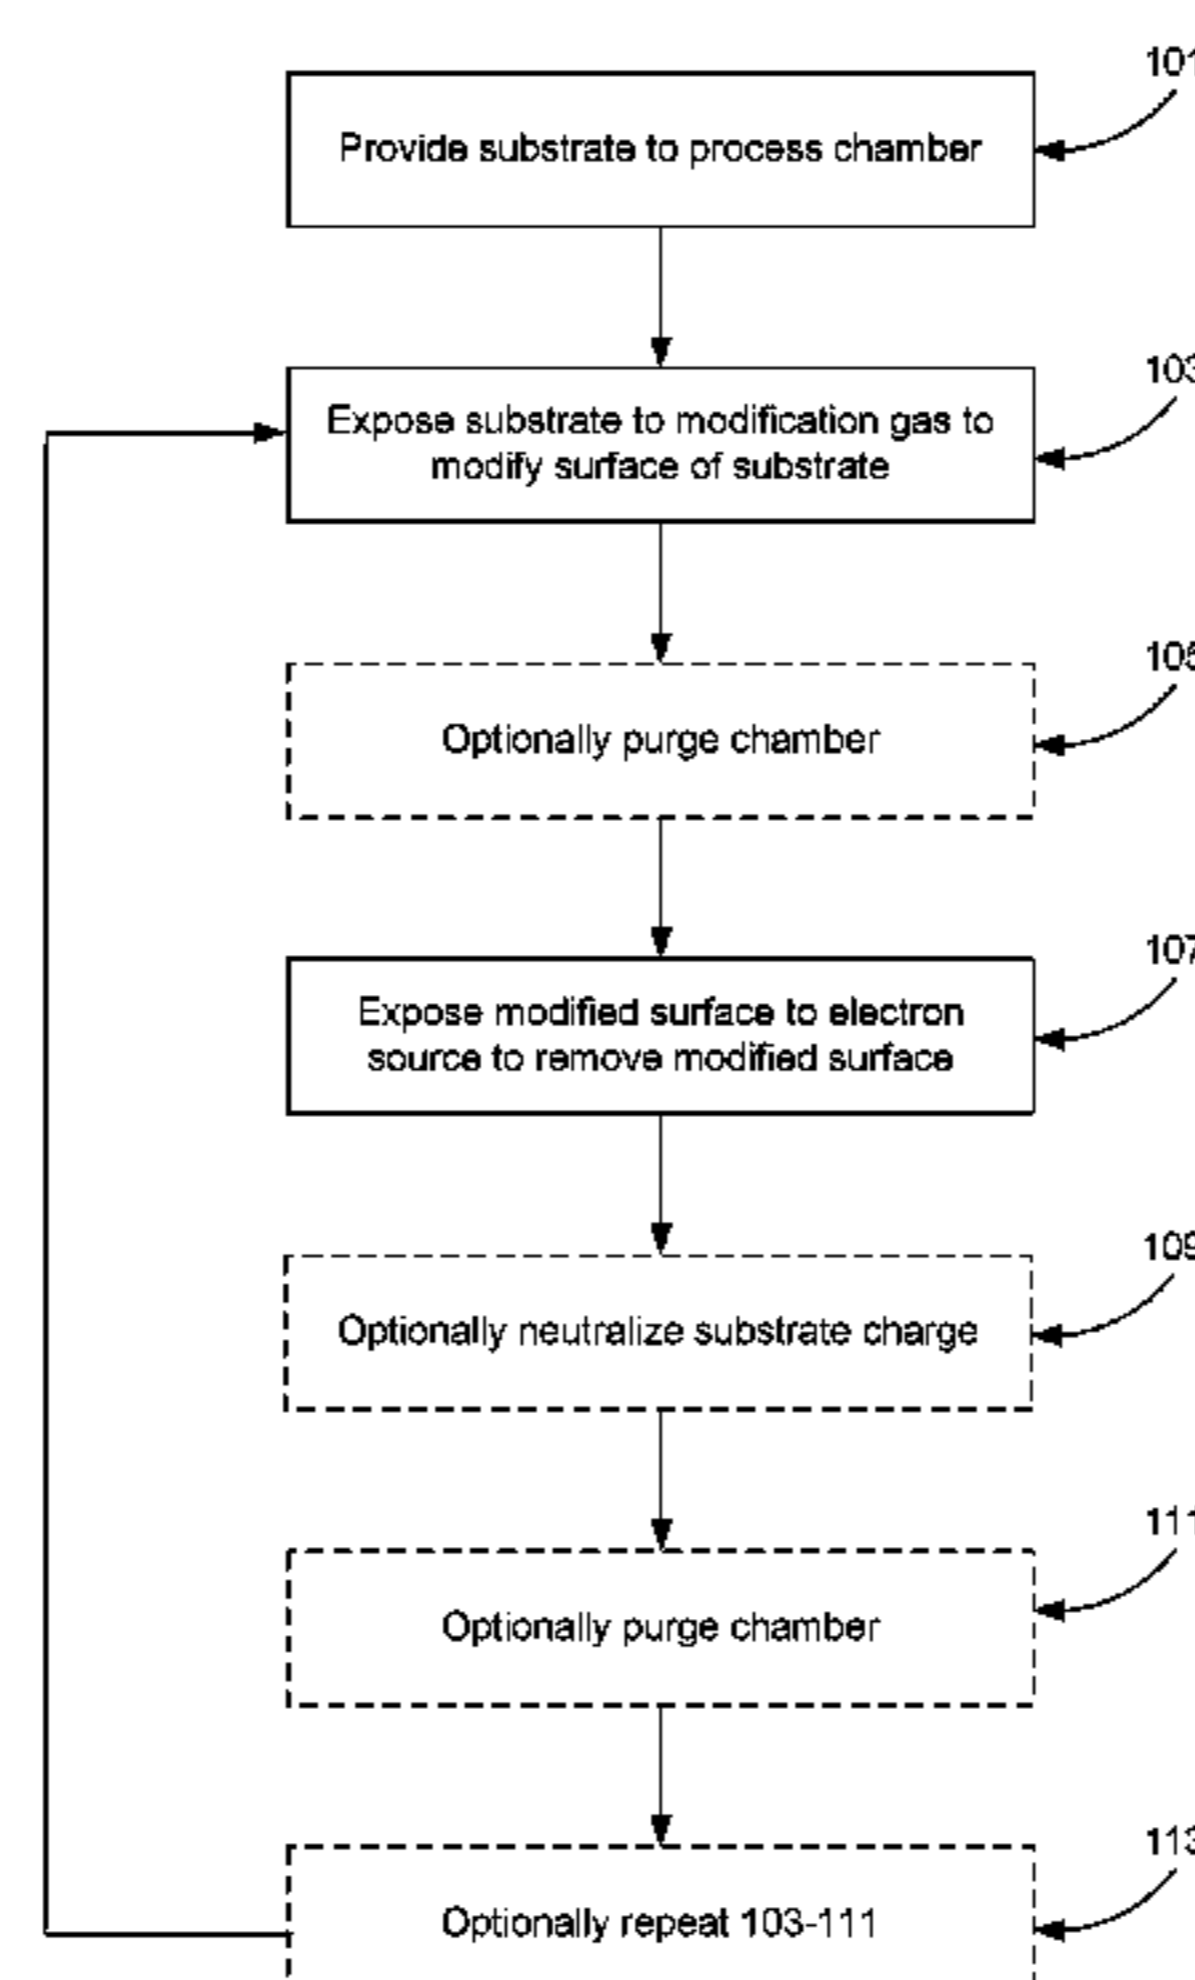 101
Provide substrate to process chamber
103
Expose substrate to modification gas to
modify surface of substrate
105
Optionally purge chamber
107
Expose modified surface to electron
source to remove modified surface
109
Optionally neutralize substrate charge
111
Optionally purge chamber
113
Optionally repeat 103-111